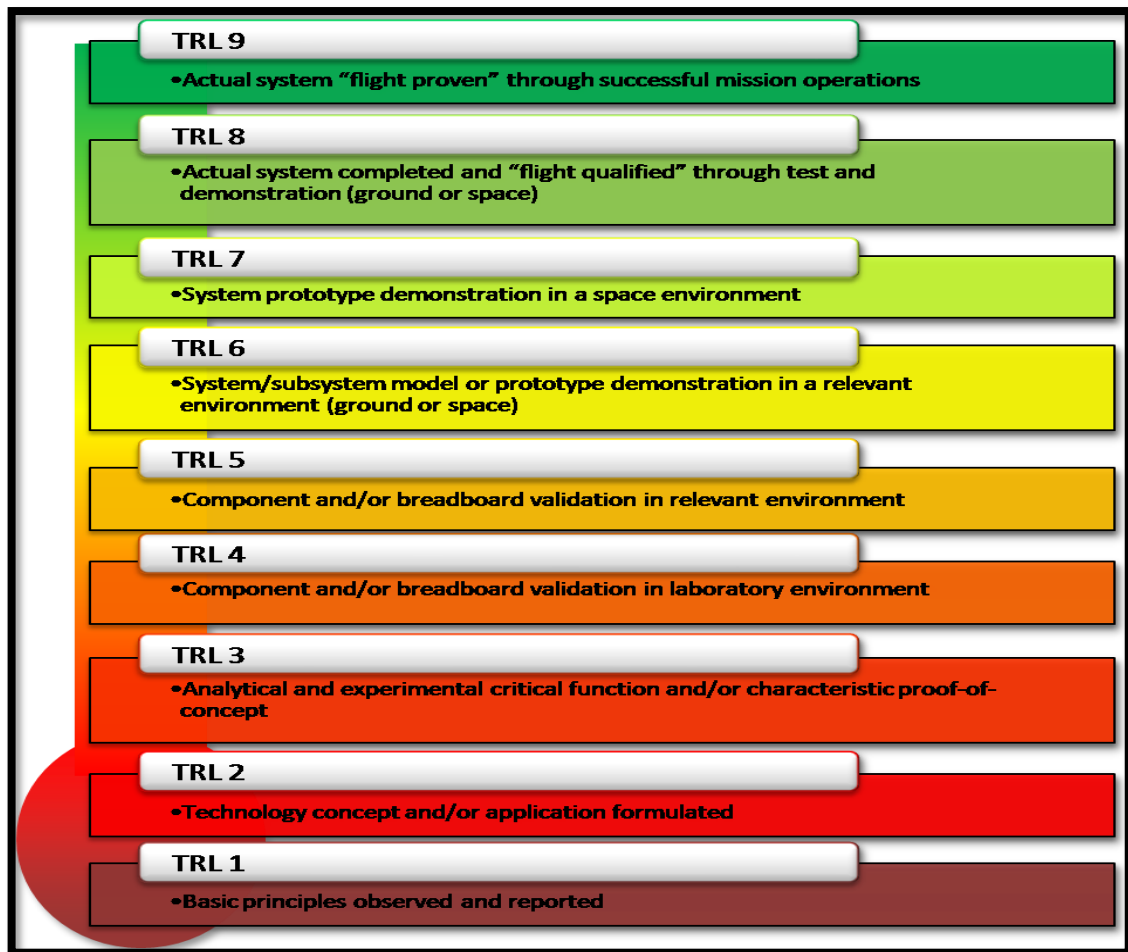 TRL 9
•Actual system “flight proven” through successful mission operations
TRL 8
•Actual system completed and “flight qualified” through test and
demonstration (ground or space)
TRL 7
•System prototype demonstration in a space environment
TRL 6
•System/subsystem model or prototype demonstration in a relevant
environment (ground or space)
TRL 5
•Component and/or breadboard validation in relevant environment
TRL 4
•Component and/or breadboard validation in laboratory environment
TRL 3
•Analytical and experimental critical function and/or characteristic proof-of-
concept
TRL 2
•Technology concept and/or application formulated
TRL 1
•Basic principles observed and reported